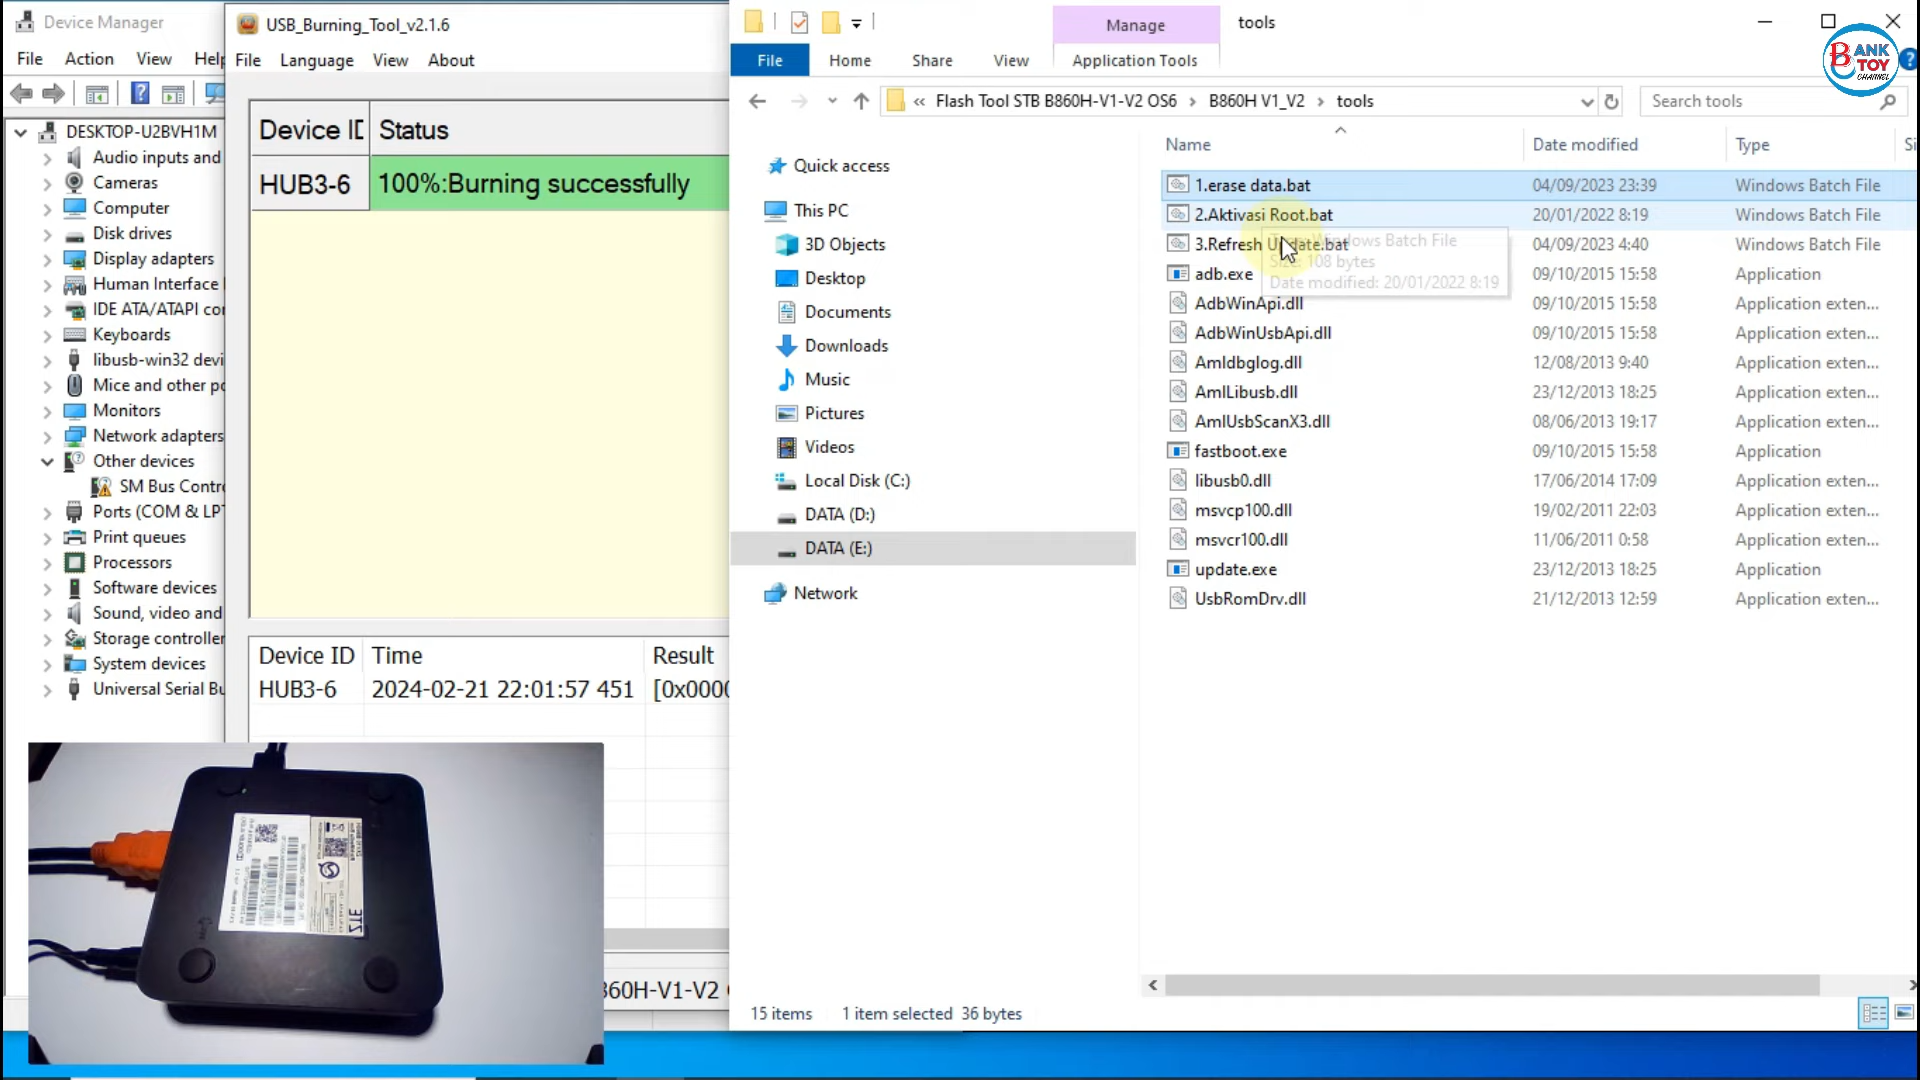 Device Manager
File Action View Help
DESKTOP-U2BVH1M
Audio inputs and
Cameras
Computer
Disk drives
Display adapters
Human Interface
IDE ATA/ATAPI co
Keyboards
libusb-win32 devi
Mice and other po
Monitors
Network adapters
Other devices
SM Bus Contr
Ports (COM & LPT
Print queues
Processors
Software devices
Sound, video and
Storage controller
System devices
Universal Serial Bu
USB_Burning_Tool_v2.1.6
File Language View About
Device ID Status
HUB3-6 100%:Burning successfully
Device ID Time Result
HUB3-6 2024-02-21 22:01:57 451 [0x000
B60H-V1-V2
ZTE
Manage tools
File Home Share View Application Tools
« Flash Tool STB B860H-V1-V2 OS6 > B860H V1_V2 > tools
Search tools
BANK TOY CHANNEL
Quick access
This PC
3D Objects
Desktop
Documents
Downloads
Music
Pictures
Videos
Local Disk (C:)
DATA (D:)
DATA (E:)
Network
Name Date modified Type Si
1.erase data.bat 04/09/2023 23:39 Windows Batch File
2.Aktivasi Root.bat 20/01/2022 8:19 Windows Batch File
3.Refresh Update.bat 04/09/2023 4:40 Windows Batch File
adb.exe 09/10/2015 15:58 Application
AdbWinApi.dll 09/10/2015 15:58 Application exten...
AdbWinUsbApi.dll 09/10/2015 15:58 Application exten...
Amldbglog.dll 12/08/2013 9:40 Application exten...
AmlLibusb.dll 23/12/2013 18:25 Application exten...
AmlUsbScanX3.dll 08/06/2013 19:17 Application exten...
fastboot.exe 09/10/2015 15:58 Application
libusb0.dll 17/06/2014 17:09 Application exten...
msvcp100.dll 19/02/2011 22:03 Application exten...
msvcr100.dll 11/06/2011 0:58 Application exten...
update.exe 23/12/2013 18:25 Application
UsbRomDrv.dll 21/12/2013 12:59 Application exten...
Type: Windows Batch File
Size: 108 bytes
Date modified: 20/01/2022 8:19
15 items 1 item selected 36 bytes